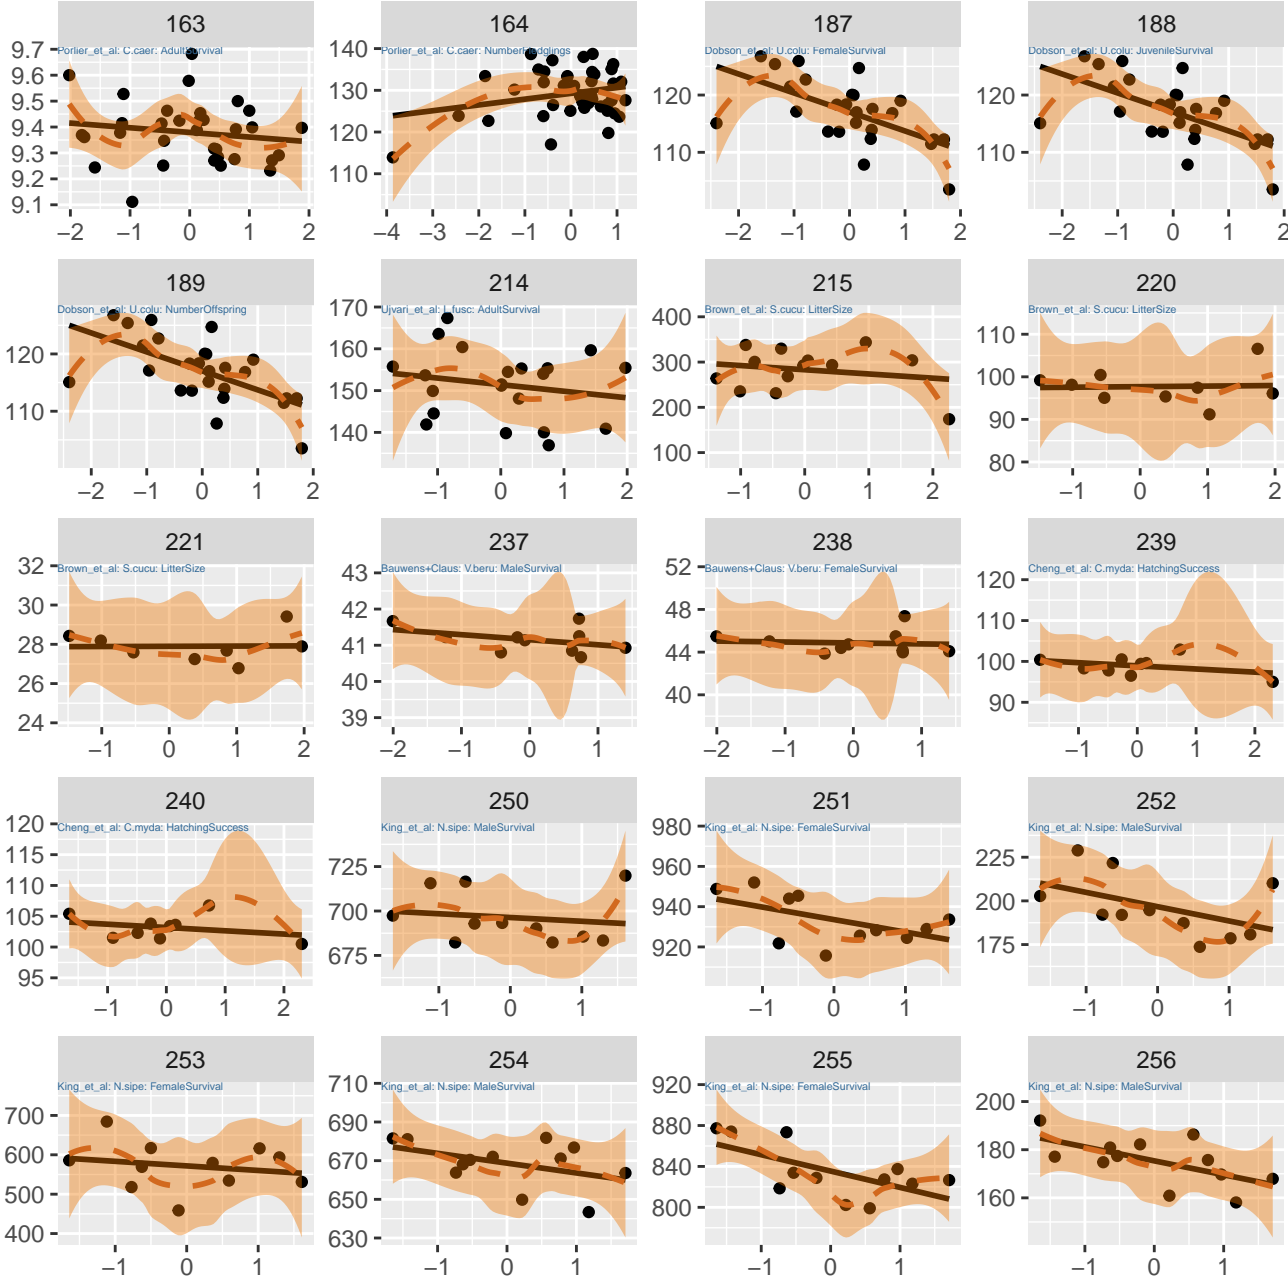 163 164 187 188
Porlier_et_al: C.caer: AdultSurvival Porlier_et_al: C.caer: NumberFledglings Dobson_et_al: U.colu: FemaleSurvival Dobson_et_al: U.colu: JuvenileSurvival
9.7 140
9.6 130 120 120
9.5
9.4 120
9.3 110 110
9.2 110
9.1
−2 −1 0 1 2 −4 −3 −2 −1 0 1 −2 −1 0 1 2 −2 −1 0 1 2
189 214 215 220
Dobson_et_al: U.colu: NumberOffspring Ujvari_et_al: L.fusc: AdultSurvival Brown_et_al: S.cucu: LitterSize Brown_et_al: S.cucu: LitterSize
170 400 110
120 160 300 100
150 200 90
110 140 100 80
−2 −1 0 1 2 −1 0 1 2 −1 0 1 2 −1 0 1 2
221 237 238 239
Brown_et_al: S.cucu: LitterSize Bauwens+Claus: V.beru: MaleSurvival Bauwens+Claus: V.beru: FemaleSurvival Cheng_et_al: C.myda: HatchingSuccess
32 43 52 120
30 42 48 110
28 41 44 100
26 40 40 90
24 39
−1 0 1 2 −2 −1 0 1 −2 −1 0 1 −1 0 1 2
240 250 251 252
Cheng_et_al: C.myda: HatchingSuccess King_et_al: N.sipe: MaleSurvival King_et_al: N.sipe: FemaleSurvival King_et_al: N.sipe: MaleSurvival
120 980
115 725 960 225
110 700 940 200
105
100 675 920 175
95
−1 0 1 2 −1 0 1 −1 0 1 −1 0 1
253 254 255 256
King_et_al: N.sipe: FemaleSurvival King_et_al: N.sipe: MaleSurvival King_et_al: N.sipe: FemaleSurvival King_et_al: N.sipe: MaleSurvival
710 920 200
700 690 880
600 670 840 180
500 650 800 160
400 630
−1 0 1 −1 0 1 −1 0 1 −1 0 1